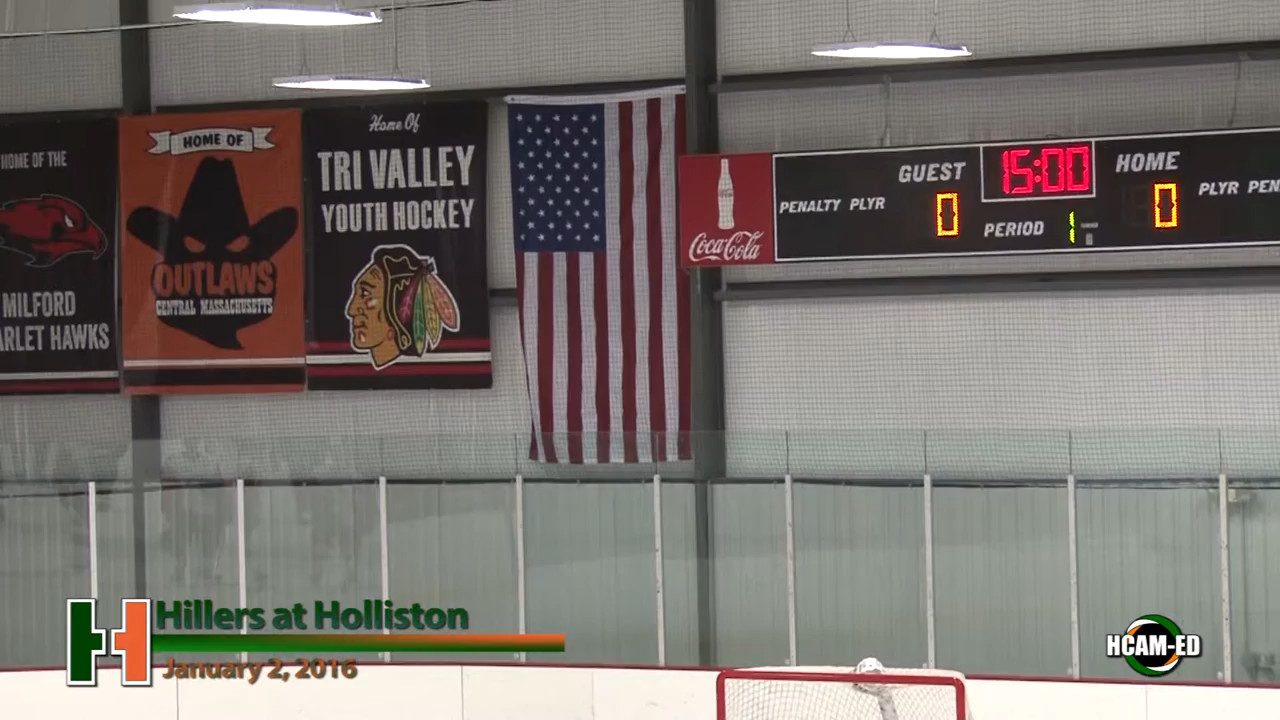 HOME OF THE
MILFORD
ARLET HAWKS
HOME OF
OUTLAWS
CENTRAL MASSACHUSETTS
Home Of
TRI VALLEY
YOUTH HOCKEY
Coca-Cola
PENALTY PLYR
GUEST
0
15:00
PERIOD 1
HOME
0
PLYR PEN
H
Hillers at Holliston
January 2, 2016
HCAM-ED